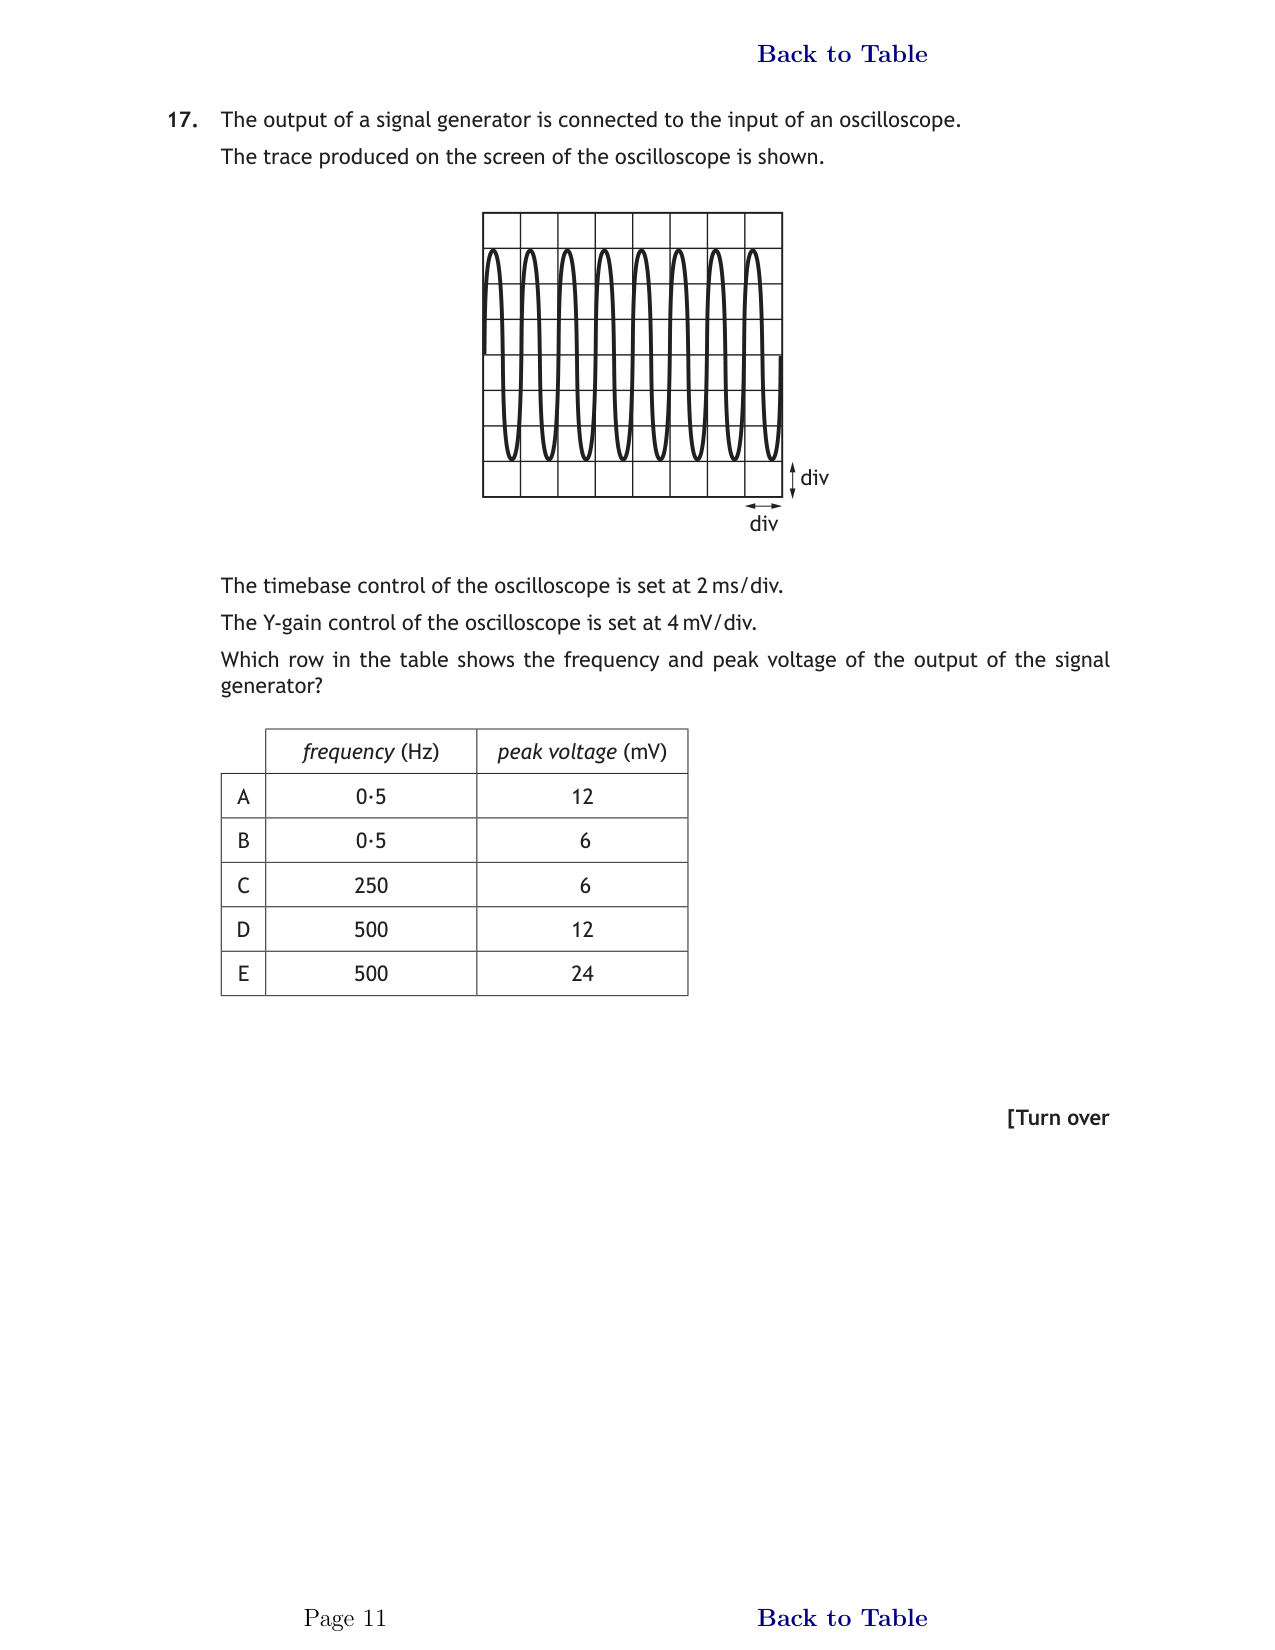 Back to Table
17. The output of a signal generator is connected to the input of an oscilloscope.
The trace produced on the screen of the oscilloscope is shown.
div
div
The timebase control of the oscilloscope is set at 2 ms/div.
The Y-gain control of the oscilloscope is set at 4 mV/div.
Which row in the table shows the frequency and peak voltage of the output of the signal
generator?
frequency (Hz) peak voltage (mV)
A 0·5 12
B 0·5 6
C 250 6
D 500 12
E 500 24
[Turn over
Page 11 Back to Table